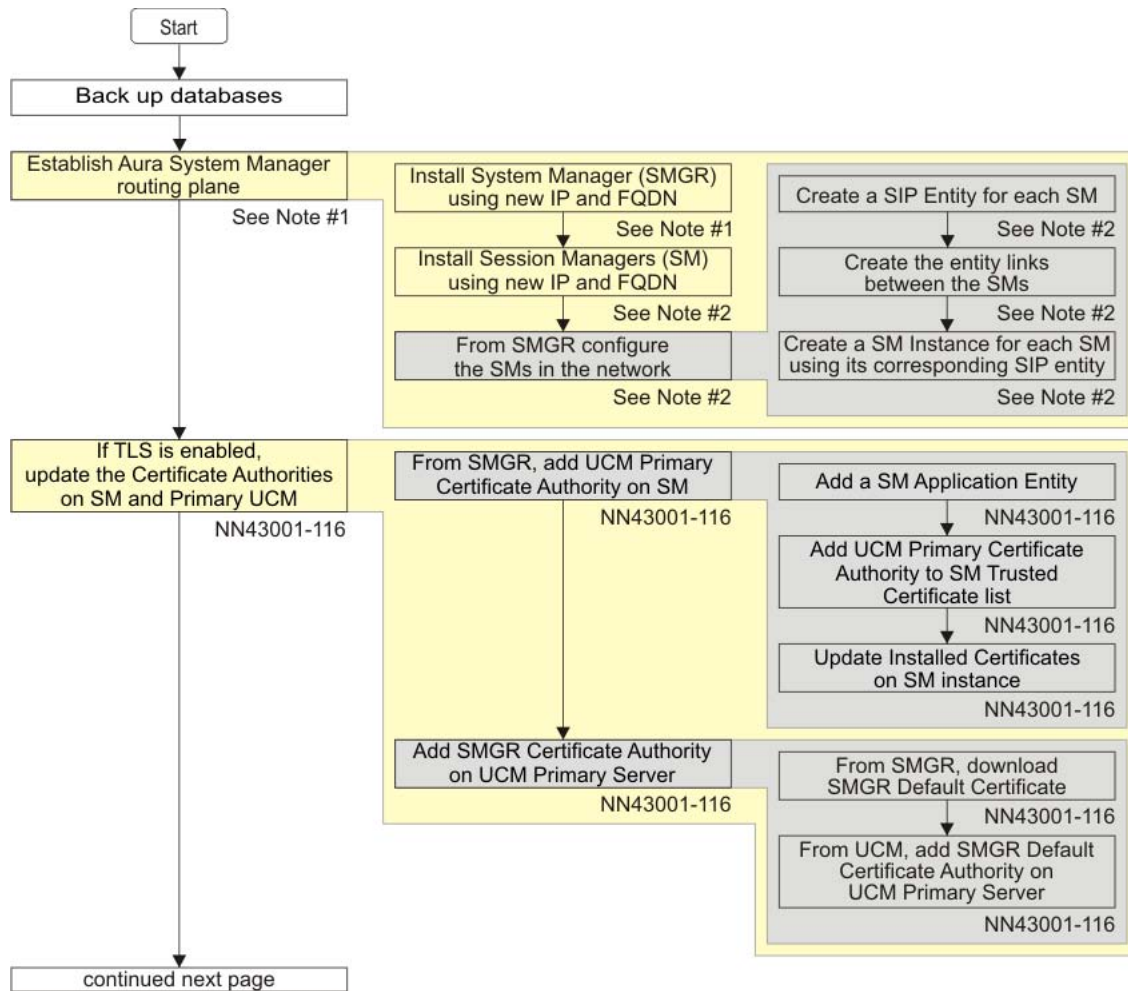 Start
Back up databases
Establish Aura System Manager
routing plane
See Note #1
Install System Manager (SMGR)
using new IP and FQDN
See Note #1
Install Session Managers (SM)
using new IP and FQDN
See Note #2
From SMGR configure
the SMs in the network
See Note #2
Create a SIP Entity for each SM
See Note #2
Create the entity links
between the SMs
See Note #2
Create a SM Instance for each SM
using its corresponding SIP entity
See Note #2
If TLS is enabled,
update the Certificate Authorities
on SM and Primary UCM
NN43001-116
From SMGR, add UCM Primary
Certificate Authority on SM
NN43001-116
Add a SM Application Entity
NN43001-116
Add UCM Primary Certificate
Authority to SM Trusted
Certificate list
NN43001-116
Update Installed Certificates
on SM instance
NN43001-116
Add SMGR Certificate Authority
on UCM Primary Server
NN43001-116
From SMGR, download
SMGR Default Certificate
NN43001-116
From UCM, add SMGR Default
Certificate Authority on
UCM Primary Server
NN43001-116
continued next page